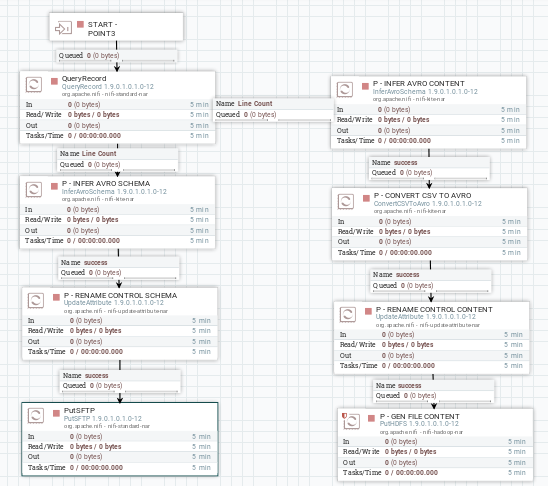 START -
POINT3
Queued 0 (0 bytes)
QueryRecord
QueryRecord 1.9.0.1.0.1.0-12
org.apache.nifi - nifi-standard-nar
In 0 (0 bytes) 5 min
Read/Write 0 bytes / 0 bytes 5 min
Out 0 (0 bytes) 5 min
Tasks/Time 0 / 00:00:00.000 5 min
Name Line Count
Queued 0 (0 bytes)
P - INFER AVRO SCHEMA
InferAvroSchema 1.9.0.1.0.1.0-12
org.apache.nifi - nifi-kite-nar
In 0 (0 bytes) 5 min
Read/Write 0 bytes / 0 bytes 5 min
Out 0 (0 bytes) 5 min
Tasks/Time 0 / 00:00:00.000 5 min
Name success
Queued 0 (0 bytes)
P - RENAME CONTROL SCHEMA
UpdateAttribute 1.9.0.1.0.1.0-12
org.apache.nifi - nifi-update-attribute-nar
In 0 (0 bytes) 5 min
Read/Write 0 bytes / 0 bytes 5 min
Out 0 (0 bytes) 5 min
Tasks/Time 0 / 00:00:00.000 5 min
Name success
Queued 0 (0 bytes)
PutSFTP
PutSFTP 1.9.0.1.0.1.0-12
org.apache.nifi - nifi-standard-nar
In 0 (0 bytes) 5 min
Read/Write 0 bytes / 0 bytes 5 min
Out 0 (0 bytes) 5 min
Tasks/Time 0 / 00:00:00.000 5 min
Name Line Count
Queued 0 (0 bytes)
P - INFER AVRO CONTENT
InferAvroSchema 1.9.0.1.0.1.0-12
org.apache.nifi - nifi-kite-nar
In 0 (0 bytes) 5 min
Read/Write 0 bytes / 0 bytes 5 min
Out 0 (0 bytes) 5 min
Tasks/Time 0 / 00:00:00.000 5 min
Name success
Queued 0 (0 bytes)
P - CONVERT CSV TO AVRO
ConvertCSVToAvro 1.9.0.1.0.1.0-12
org.apache.nifi - nifi-kite-nar
In 0 (0 bytes) 5 min
Read/Write 0 bytes / 0 bytes 5 min
Out 0 (0 bytes) 5 min
Tasks/Time 0 / 00:00:00.000 5 min
Name success
Queued 0 (0 bytes)
P - RENAME CONTROL CONTENT
UpdateAttribute 1.9.0.1.0.1.0-12
org.apache.nifi - nifi-update-attribute-nar
In 0 (0 bytes) 5 min
Read/Write 0 bytes / 0 bytes 5 min
Out 0 (0 bytes) 5 min
Tasks/Time 0 / 00:00:00.000 5 min
Name success
Queued 0 (0 bytes)
P - GEN FILE CONTENT
PutHDFS 1.9.0.1.0.1.0-12
org.apache.nifi - nifi-hadoop-nar
In 0 (0 bytes) 5 min
Read/Write 0 bytes / 0 bytes 5 min
Out 0 (0 bytes) 5 min
Tasks/Time 0 / 00:00:00.000 5 min